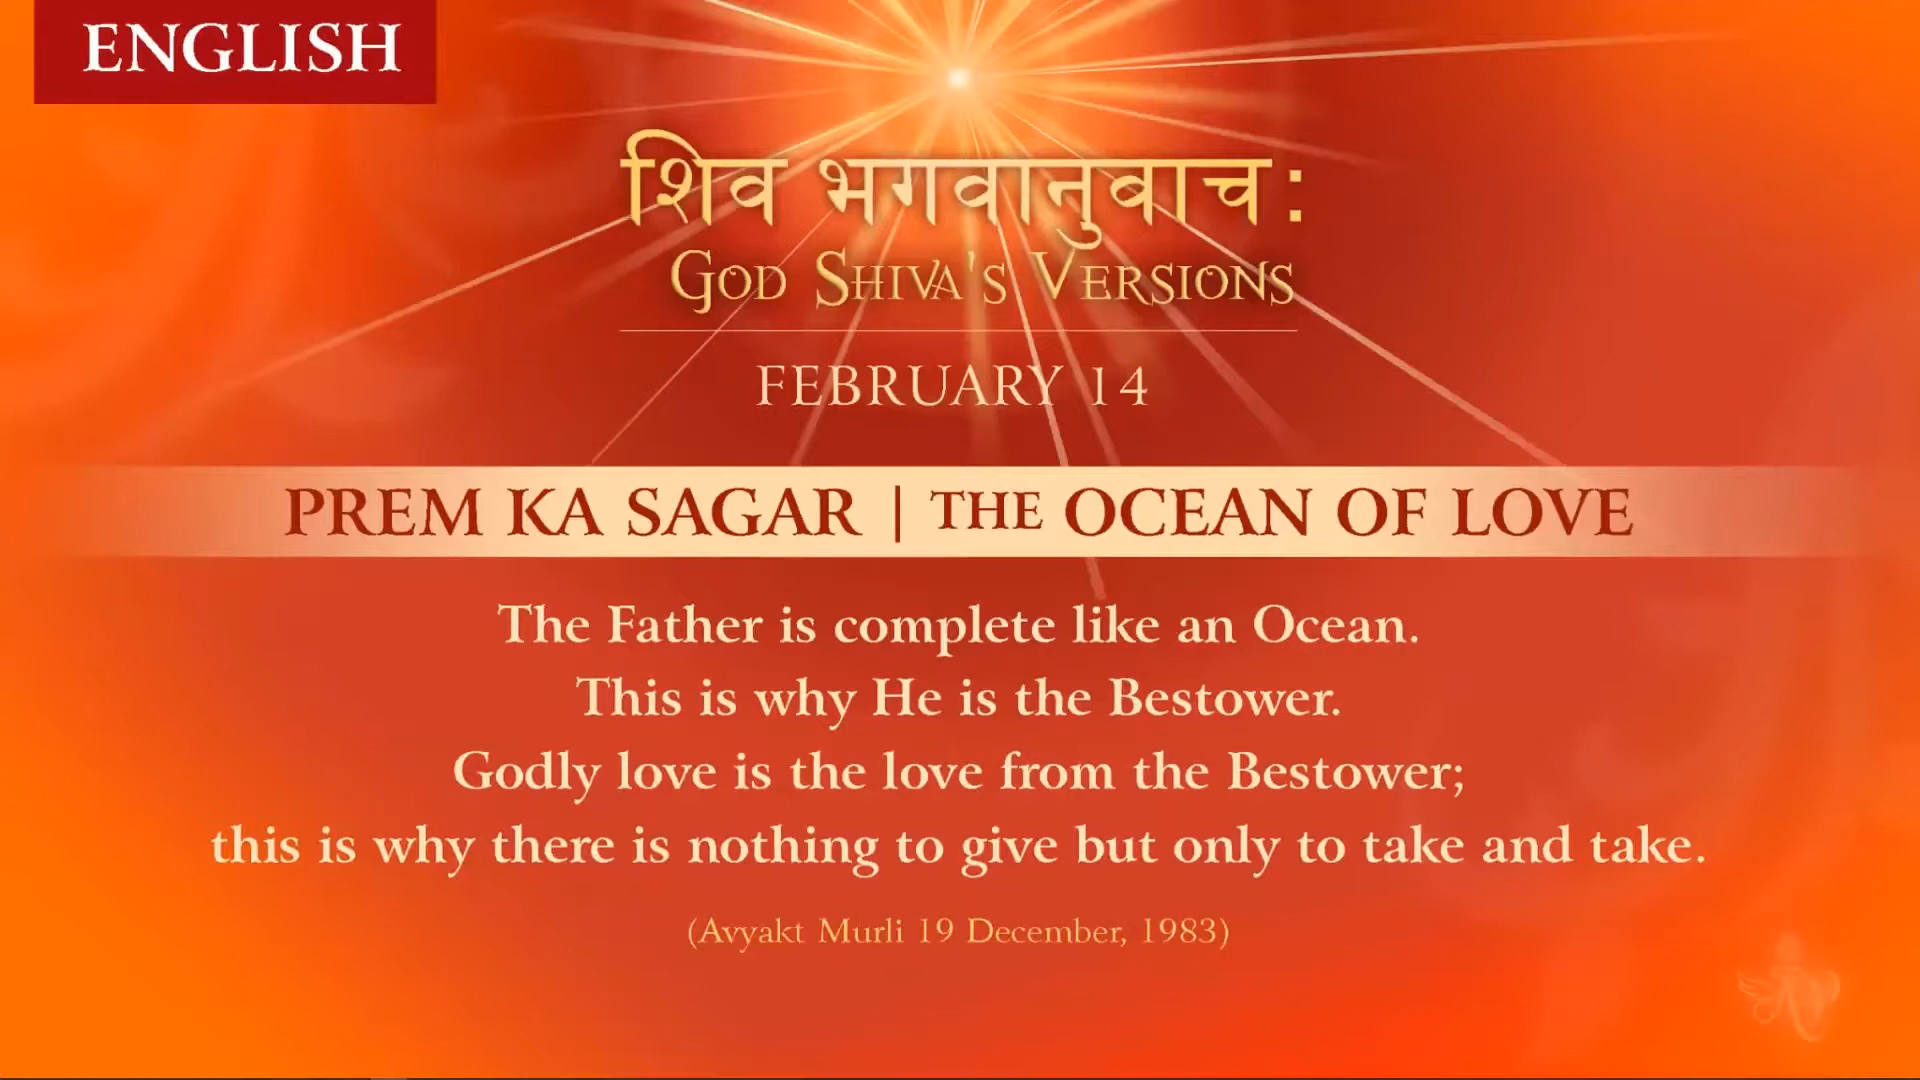 ENGLISH
शिव भगवानुवाच:
GOD SHIVA'S VERSIONS
FEBRUARY 14
PREM KA SAGAR | THE OCEAN OF LOVE
The Father is complete like an Ocean.
This is why He is the Bestower.
Godly love is the love from the Bestower;
this is why there is nothing to give but only to take and take.
(Avyakt Murli 19 December, 1983)